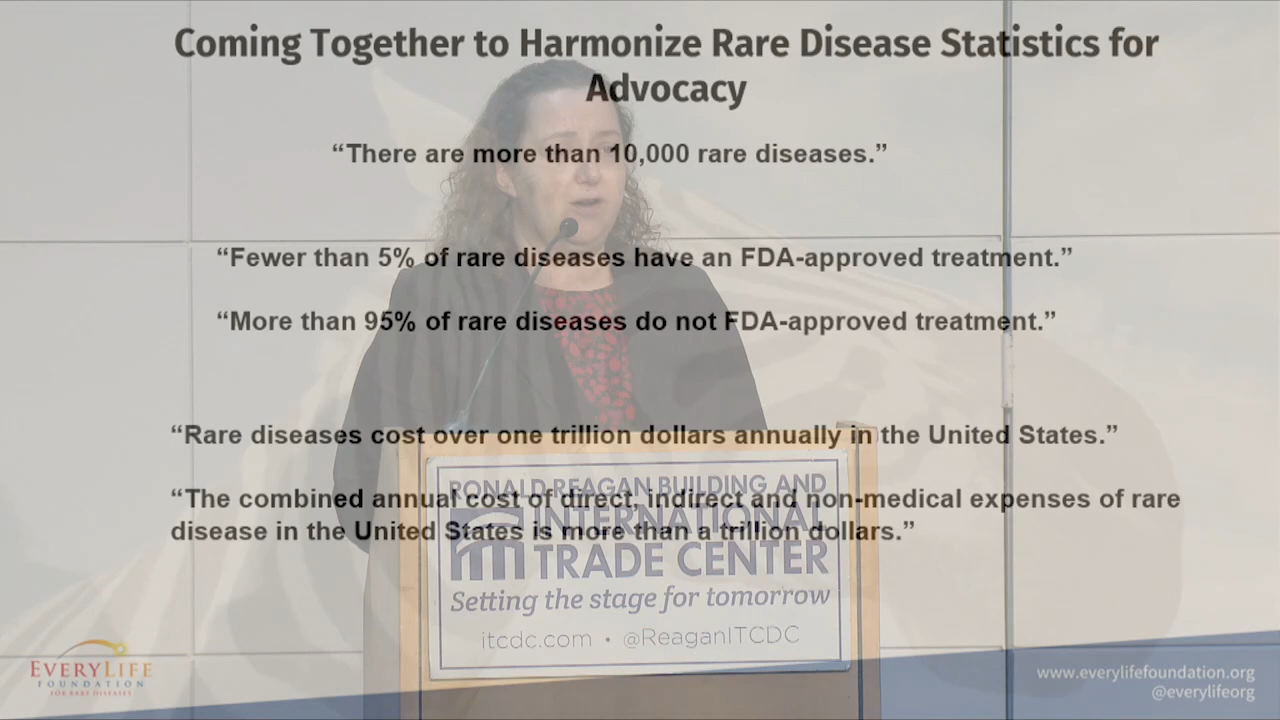 Coming Together to Harmonize Rare Disease Statistics for
Advocacy
“There are more than 10,000 rare diseases.”
“Fewer than 5% of rare diseases have an FDA-approved treatment.”
“More than 95% of rare diseases do not FDA-approved treatment.”
“Rare diseases cost over one trillion dollars annually in the United States.”
“The combined annual cost of direct, indirect and non-medical expenses of rare
disease in the United States is more than a trillion dollars.”
RONALD REAGAN BUILDING AND
INTERNATIONAL
TRADE CENTER
Setting the stage for tomorrow
itcdc.com • @ReaganITCDC
EVERYLIFE
FOUNDATION
FOR RARE DISEASES
www.everylifefoundation.org
@everylifeorg